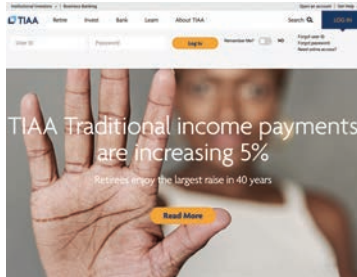 Institutional Investors | Business Banking
Open an account | Get Help
TIAA Retire Invest Bank Learn About TIAA Search LOG IN
User ID Password Log In Remember Me? NO
Forgot user ID
Forgot password
Need online access?
TIAA Traditional income payments
are increasing 5%
Retirees enjoy the largest raise in 40 years
Read More